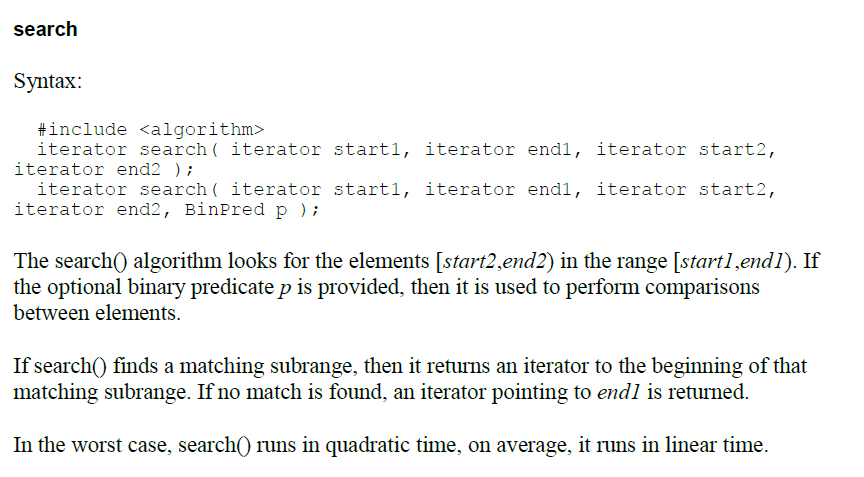 search
Syntax:
#include <algorithm>
iterator search( iterator start1, iterator end1, iterator start2,
iterator end2 );
iterator search( iterator start1, iterator end1, iterator start2,
iterator end2, BinPred p );
The search() algorithm looks for the elements [start2,end2) in the range [start1,end1). If
the optional binary predicate p is provided, then it is used to perform comparisons
between elements.
If search() finds a matching subrange, then it returns an iterator to the beginning of that
matching subrange. If no match is found, an iterator pointing to end1 is returned.
In the worst case, search() runs in quadratic time, on average, it runs in linear time.